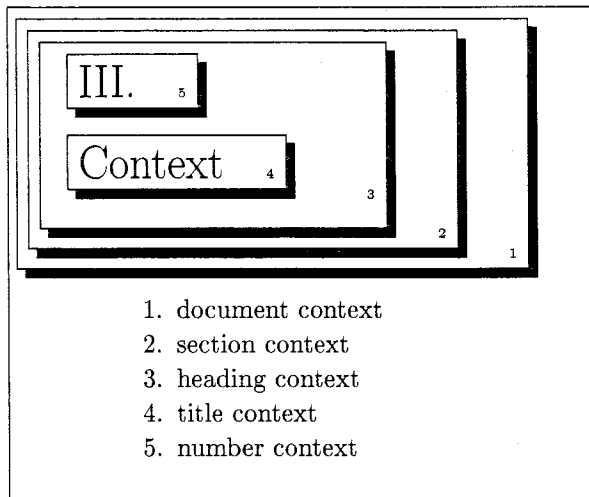 III. 5
Context 4
3
2
1
1. document context
2. section context
3. heading context
4. title context
5. number context